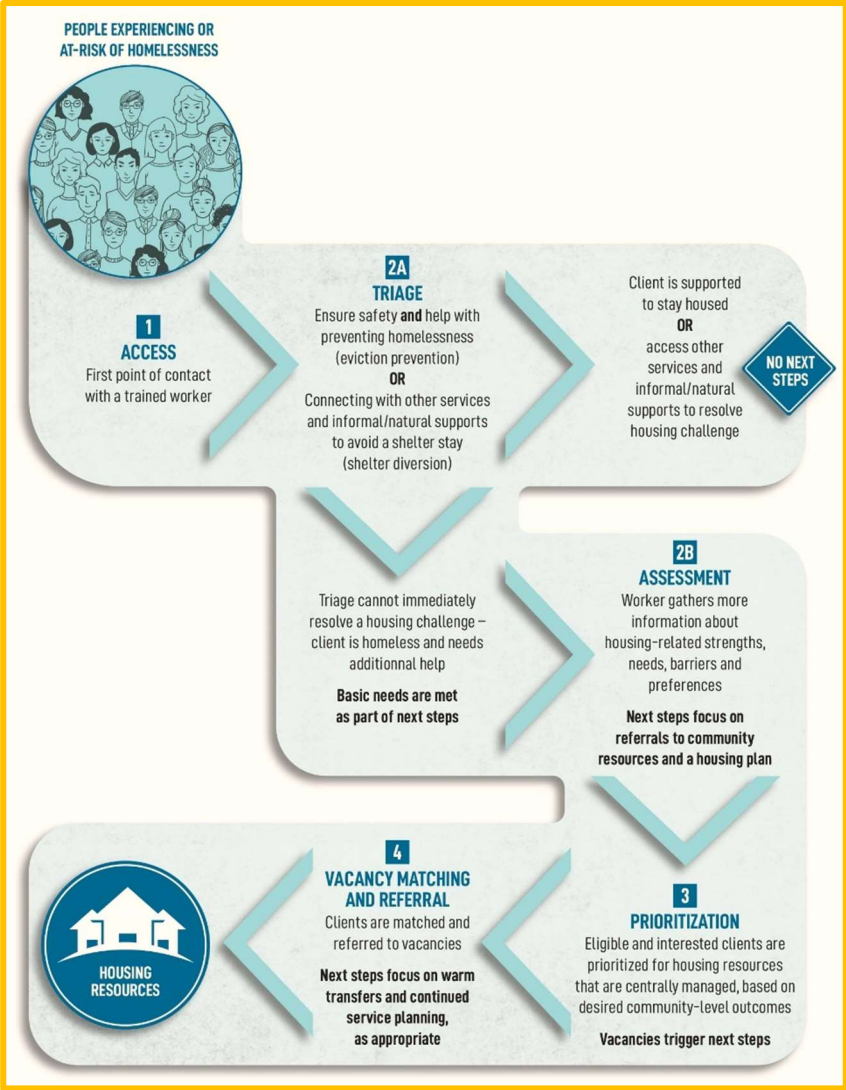 PEOPLE EXPERIENCING OR
AT-RISK OF HOMELESSNESS
1
ACCESS
First point of contact
with a trained worker
2A
TRIAGE
Ensure safety and help with
preventing homelessness
(eviction prevention)
OR
Connecting with other services
and informal/natural supports
to avoid a shelter stay
(shelter diversion)
Client is supported
to stay housed
OR
access other
services and
informal/natural
supports to resolve
housing challenge
NO NEXT
STEPS
Triage cannot immediately
resolve a housing challenge –
client is homeless and needs
additionnal help
Basic needs are met
as part of next steps
2B
ASSESSMENT
Worker gathers more
information about
housing-related strengths,
needs, barriers and
preferences
Next steps focus on
referrals to community
resources and a housing plan
3
PRIORITIZATION
Eligible and interested clients are
prioritized for housing resources
that are centrally managed, based on
desired community-level outcomes
Vacancies trigger next steps
4
VACANCY MATCHING
AND REFERRAL
Clients are matched and
referred to vacancies
Next steps focus on warm
transfers and continued
service planning,
as appropriate
HOUSING
RESOURCES